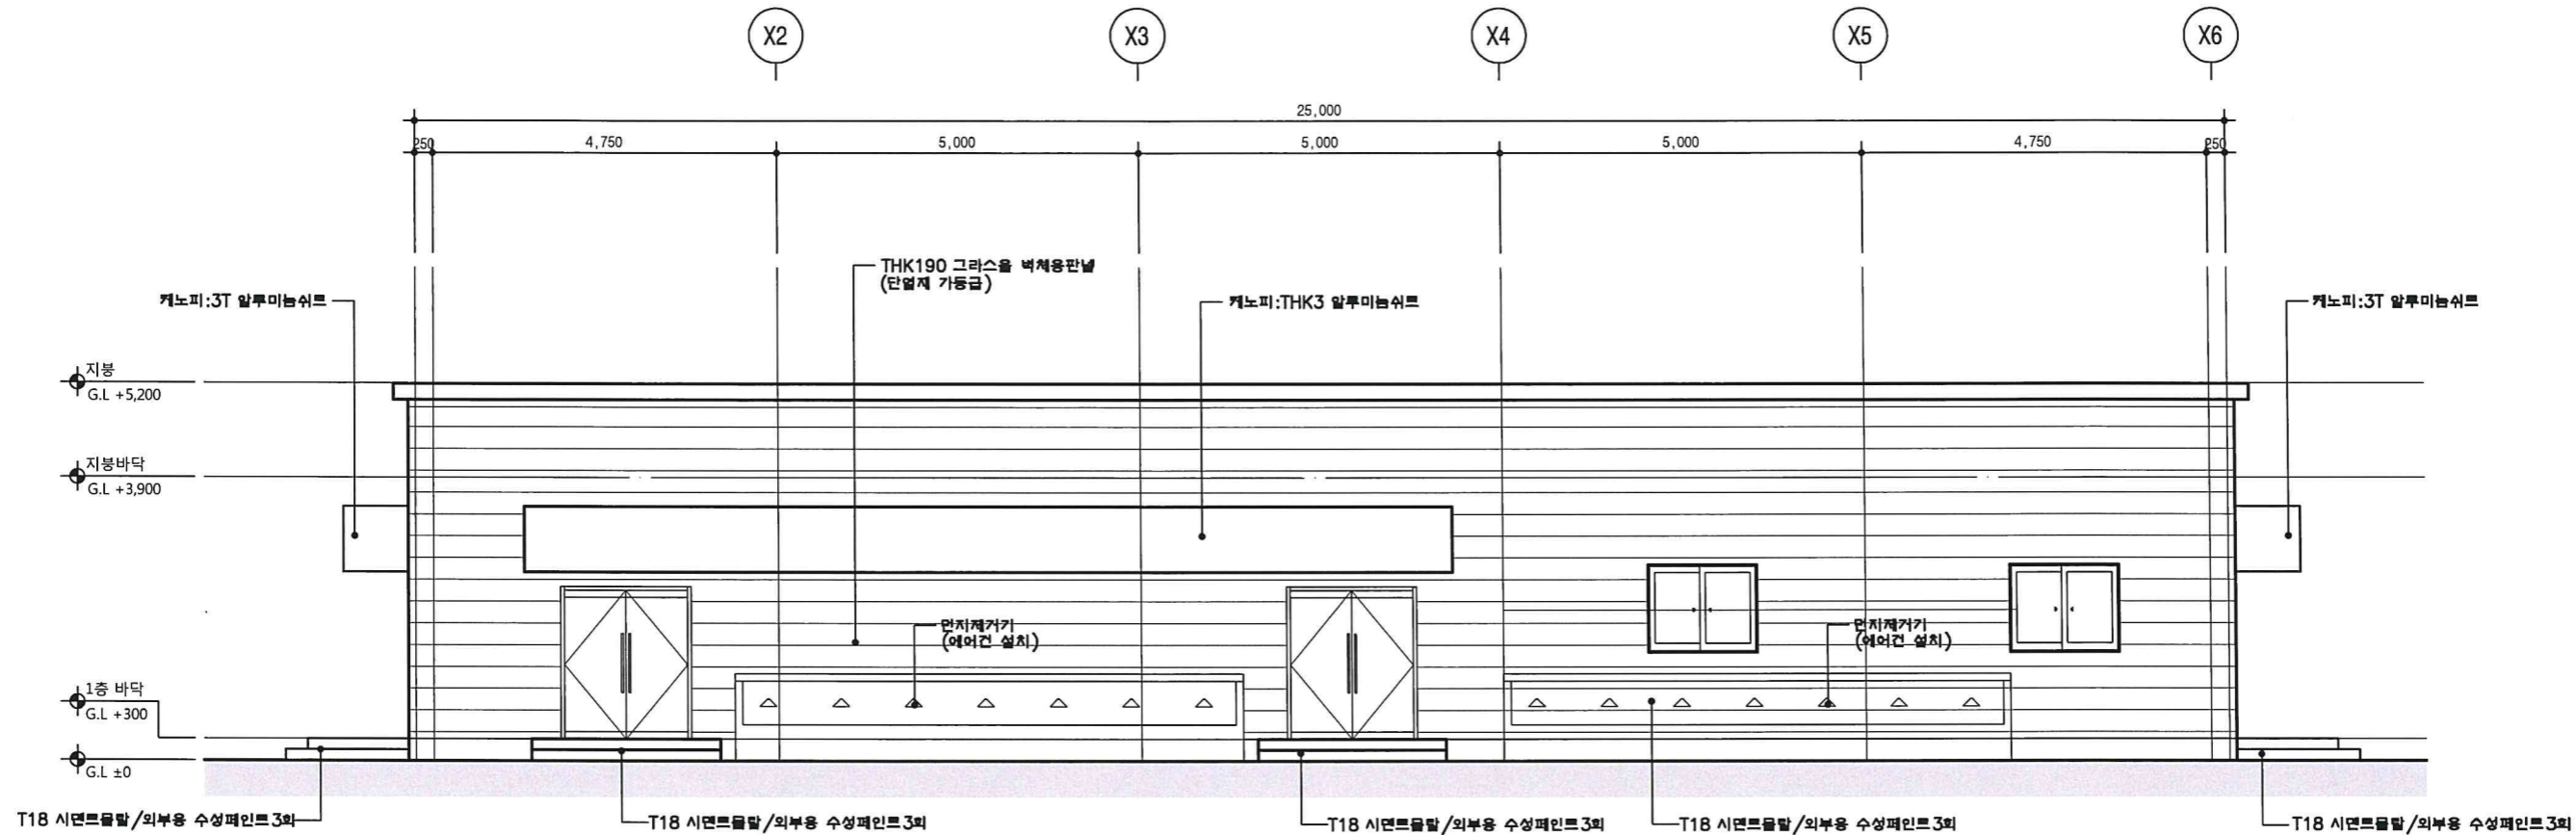 X2 X3 X4 X5 X6
25,000
250 4,750 5,000 5,000 5,000 4,750 250
THK190 그라스울 벽체용판넬
(단열재 가등급)
케노피:3T 알루미늄쉬트
케노피:THK3 알루미늄쉬트
케노피:3T 알루미늄쉬트
지붕
G.L +5,200
지붕바닥
G.L +3,900
먼지제거기
(에어건 설치)
먼지제거기
(에어건 설치)
1층 바닥
G.L +300
G.L ±0
T18 시멘트몰탈/외부용 수성페인트3회
T18 시멘트몰탈/외부용 수성페인트3회
T18 시멘트몰탈/외부용 수성페인트3회
T18 시멘트몰탈/외부용 수성페인트3회
T18 시멘트몰탈/외부용 수성페인트3회